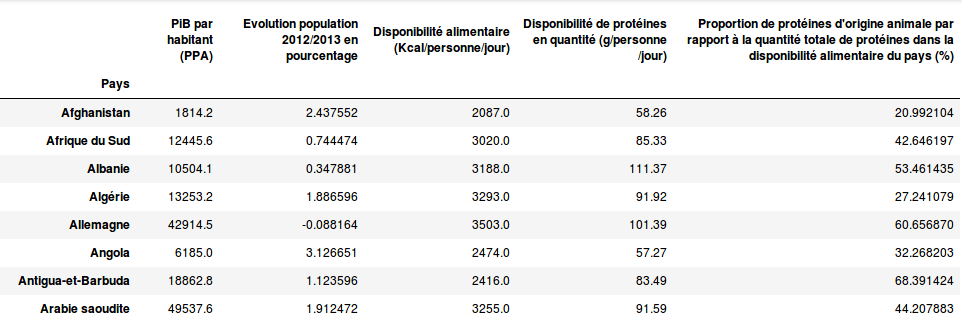 PiB par habitant (PPA) Evolution population 2012/2013 en pourcentage Disponibilité alimentaire (Kcal/personne/jour) Disponibilité de protéines en quantité (g/personne /jour) Proportion de protéines d'origine animale par rapport à la quantité totale de protéines dans la disponibilité alimentaire du pays (%)
Pays
Afghanistan 1814.2 2.437552 2087.0 58.26 20.992104
Afrique du Sud 12445.6 0.744474 3020.0 85.33 42.646197
Albanie 10504.1 0.347881 3188.0 111.37 53.461435
Algérie 13253.2 1.886596 3293.0 91.92 27.241079
Allemagne 42914.5 -0.088164 3503.0 101.39 60.656870
Angola 6185.0 3.126651 2474.0 57.27 32.268203
Antigua-et-Barbuda 18862.8 1.123596 2416.0 83.49 68.391424
Arabie saoudite 49537.6 1.912472 3255.0 91.59 44.207883